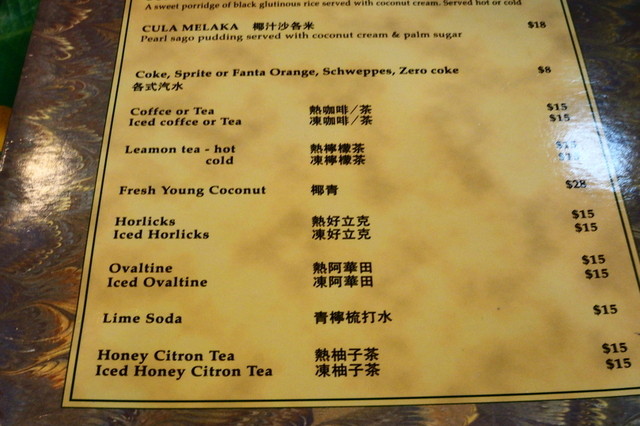 A sweet porridge of black glutinous rice served with coconut cream. Served hot or cold
CULA MELAKA 椰汁沙谷米 $18
Pearl sago pudding served with coconut cream & palm sugar
Coke, Sprite or Fanta Orange, Schweppes, Zero coke $8
各式汽水
Coffee or Tea 熱咖啡／茶 $15
Iced coffee or Tea 凍咖啡／茶 $15
Leamon tea - hot 熱檸檬茶
cold 凍檸檬茶 $15
Fresh Young Coconut 椰青 $28
Horlicks 熱好立克 $15
Iced Horlicks 凍好立克 $15
Ovaltine 熱阿華田 $15
Iced Ovaltine 凍阿華田 $15
Lime Soda 青檸梳打水 $15
Honey Citron Tea 熱柚子茶 $15
Iced Honey Citron Tea 凍柚子茶 $15